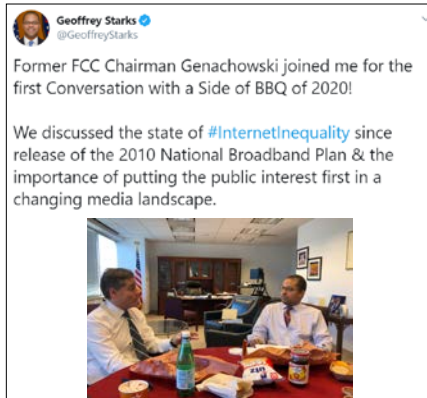 Geoffrey Starks
@GeoffreyStarks
Former FCC Chairman Genachowski joined me for the
first Conversation with a Side of BBQ of 2020!
We discussed the state of #InternetInequality since
release of the 2010 National Broadband Plan & the
importance of putting the public interest first in a
changing media landscape.
utz